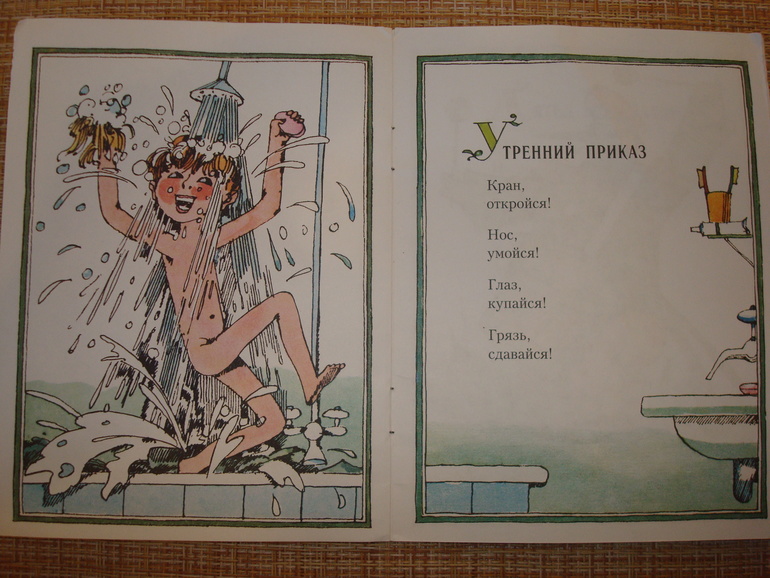 Утренний приказ
Кран,
откройся!
Нос,
умойся!
Глаз,
купайся!
Грязь,
сдавайся!